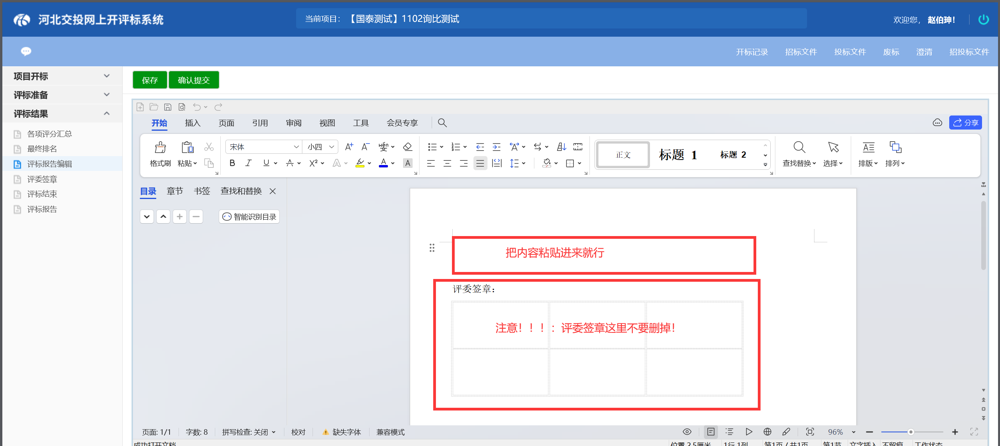 河北交投网上开评标系统
当前项目：【国泰测试】1102询比测试
欢迎您，赵伯珅！
开标记录 招标文件 投标文件 废标 澄清 招投标文件
项目开标
评标准备
评标结果
各项评分汇总
最终排名
评标报告编辑
评委签章
评标结束
评标报告
保存 确认提交
开始 插入 页面 引用 审阅 视图 工具 会员专享
分享
格式刷 粘贴
宋体 小四
正文 标题 1 标题 2
查找替换 选择 排版 排列
目录 章节 书签 查找和替换
智能识别目录
把内容粘贴进来就行
评委签章：
注意！！！：评委签章这里不要删掉！
页面: 1/1 字数: 8 拼写检查: 关闭 校对 缺失字体 兼容模式
96%
成功打开文档 位置 2.5厘米 1行 1列 第1页 / 共1页 第1节 文字插入 不留痕 工作状态